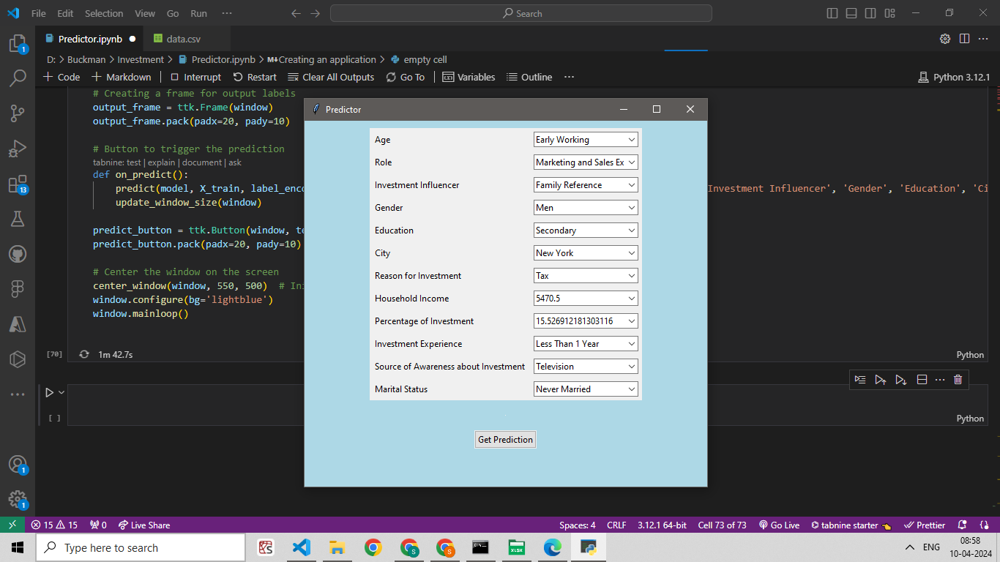 File Edit Selection View Go Run ··· Search
Predictor.ipynb data.csv
D: > Buckman > Investment > Predictor.ipynb > M↓Creating an application > empty cell
Code Markdown Interrupt Restart Clear All Outputs Go To Variables Outline ··· Python 3.12.1
# Creating a frame for output labels
output_frame = ttk.Frame(window)
output_frame.pack(padx=20, pady=10)
# Button to trigger the prediction
tabnine: test | explain | document | ask
def on_predict():
predict(model, X_train, label_enco
Investment Influencer', 'Gender', 'Education', 'Ci
update_window_size(window)
predict_button = ttk.Button(window, te
predict_button.pack(padx=20, pady=10)
# Center the window on the screen
center_window(window, 550, 500) # Ini
window.configure(bg='lightblue')
window.mainloop()
[70] 1m 42.7s Python
[ ] Python
Predictor
Age Early Working
Role Marketing and Sales Ex
Investment Influencer Family Reference
Gender Men
Education Secondary
City New York
Reason for Investment Tax
Household Income 5470.5
Percentage of Investment 15.526912181303116
Investment Experience Less Than 1 Year
Source of Awareness about Investment Television
Marital Status Never Married
Get Prediction
1
13
1
1
15 15 0 Live Share Spaces: 4 CRLF 3.12.1 64-bit Cell 73 of 73 Go Live tabnine starter Prettier
Type here to search S S XLSX ENG 08:58
10-04-2024